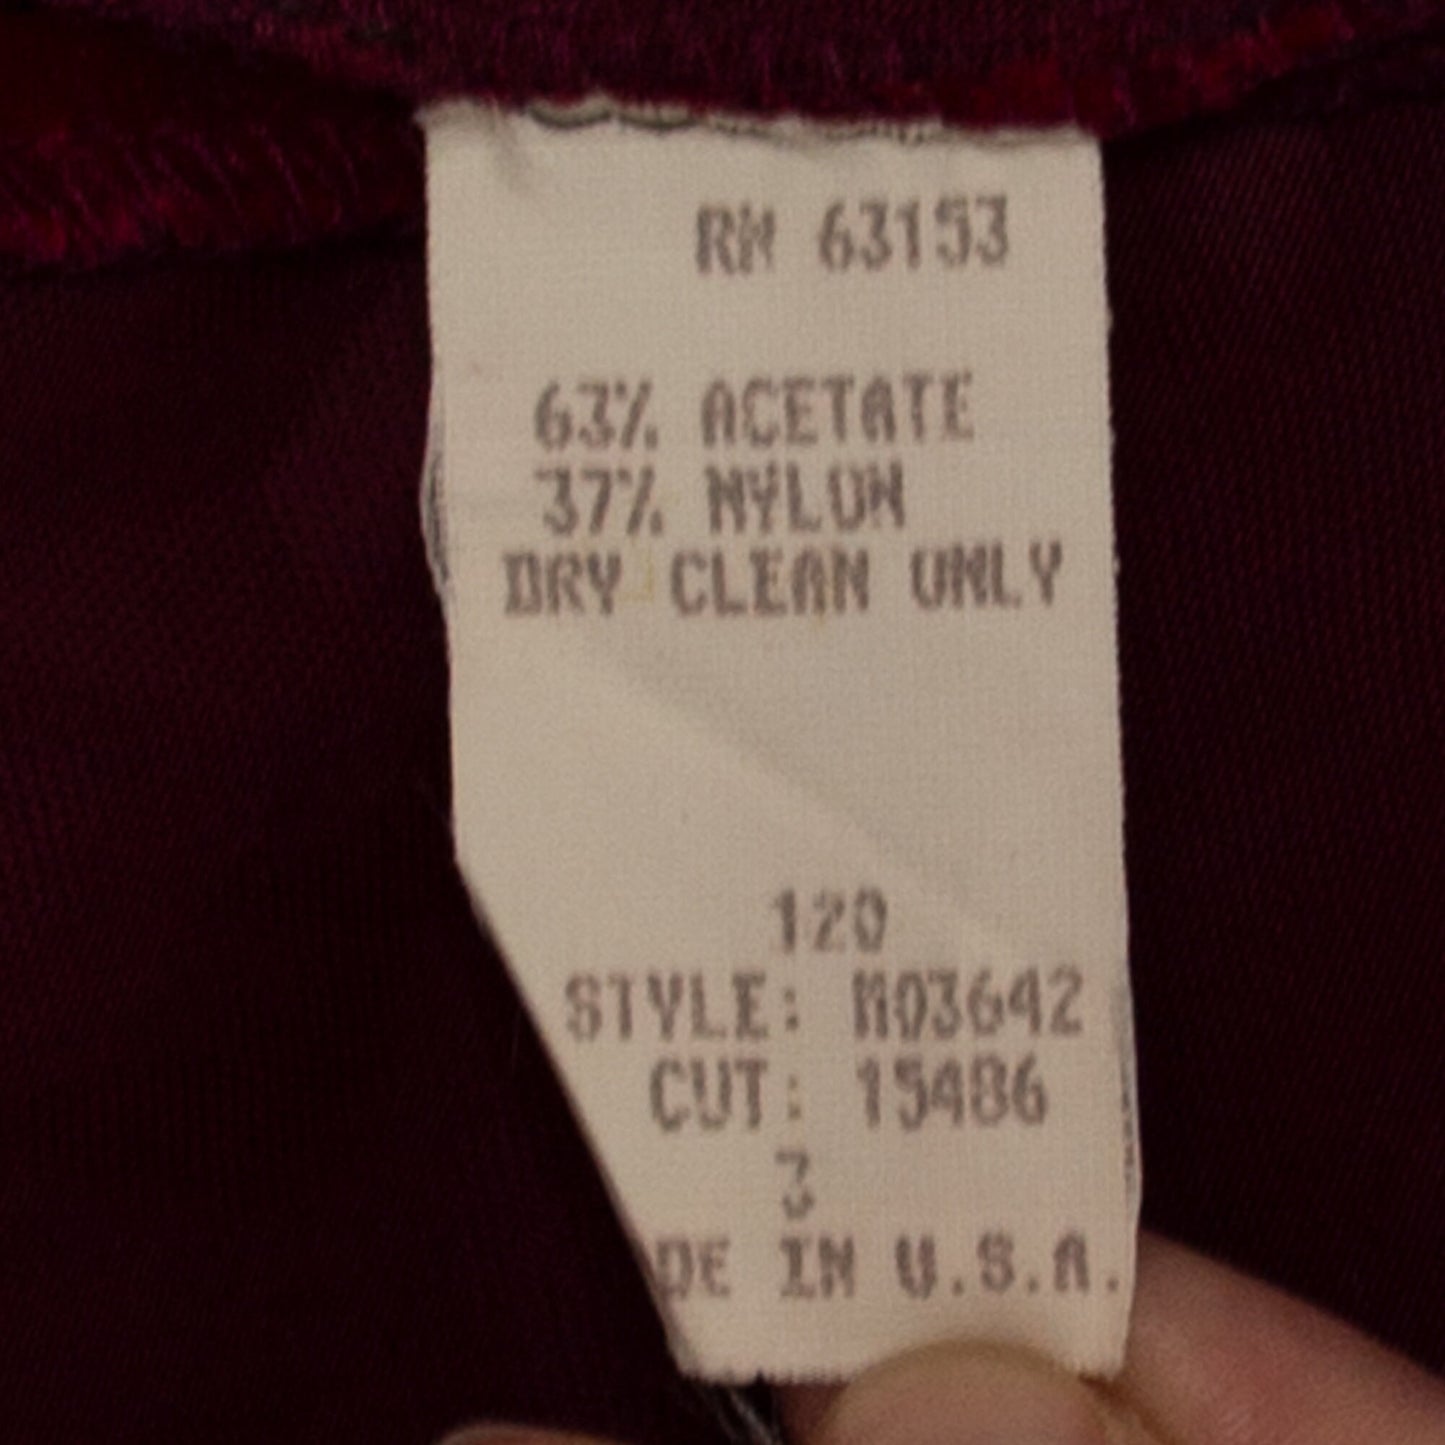 RN 63153
63% ACETATE
37% NYLON
DRY CLEAN ONLY
120
STYLE: M03642
CUT: 15486
3
DE IN U.S.A.